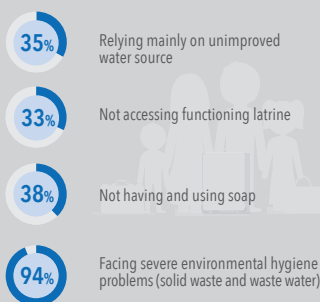 35%
Relying mainly on unimproved
water source
33%
Not accessing functioning latrine
38%
Not having and using soap
94%
Facing severe environmental hygiene
problems (solid waste and waste water)